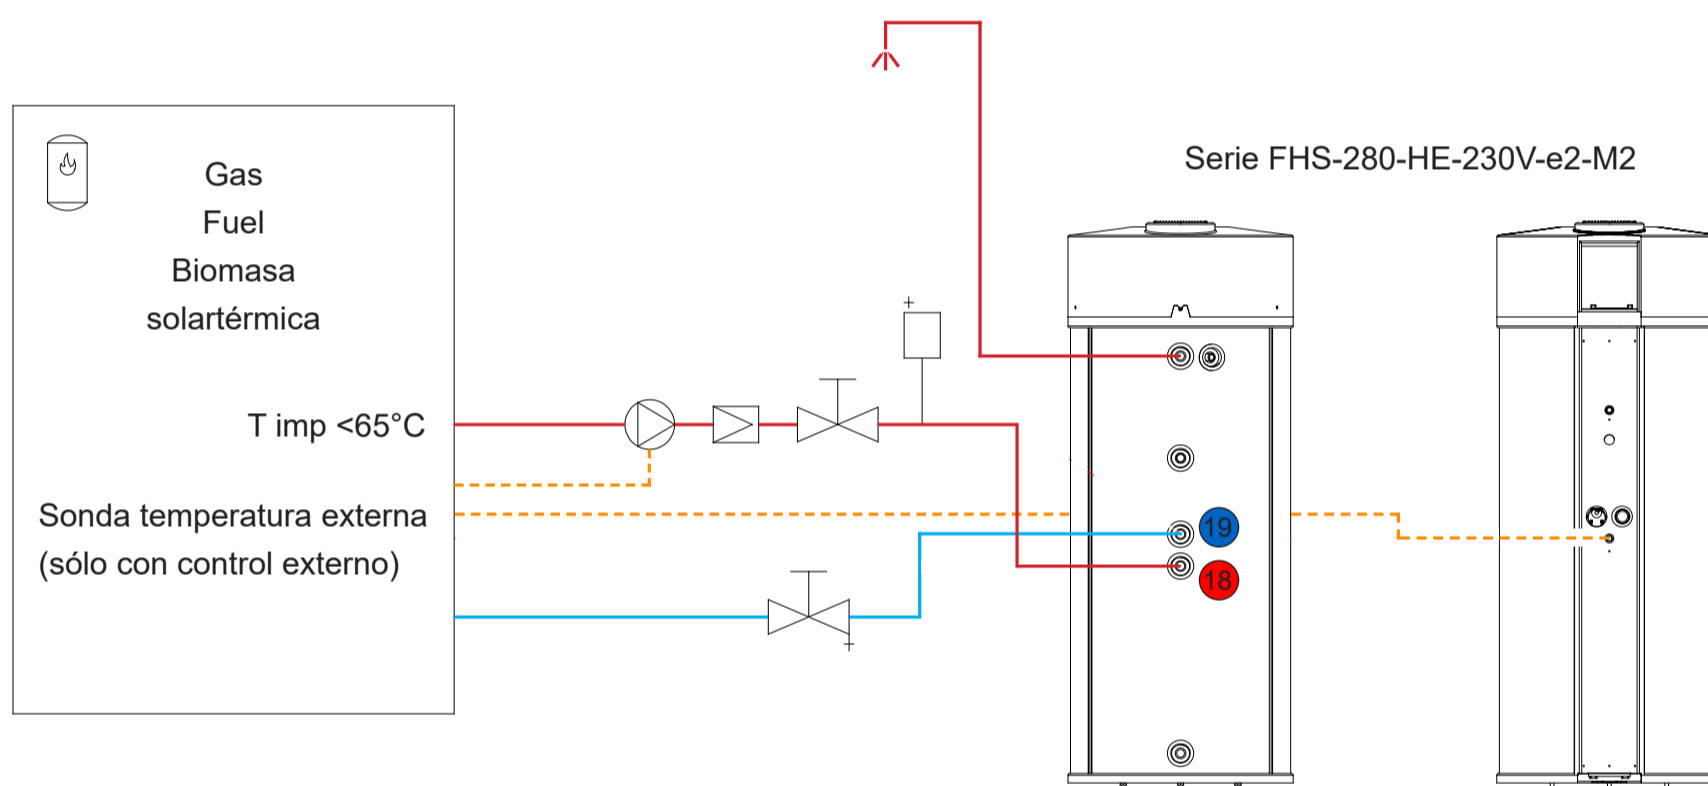 Gas
Fuel
Biomasa
solartérmica
T imp <65°C
Sonda temperatura externa
(sólo con control externo)
Serie FHS-280-HE-230V-e2-M2
19
18